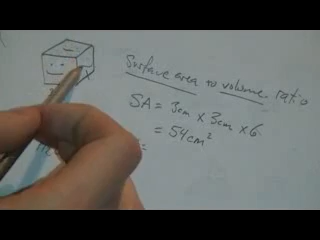 Surface area to volume ratio
SA = 3cm x 3cm x 6
= 54cm²
=